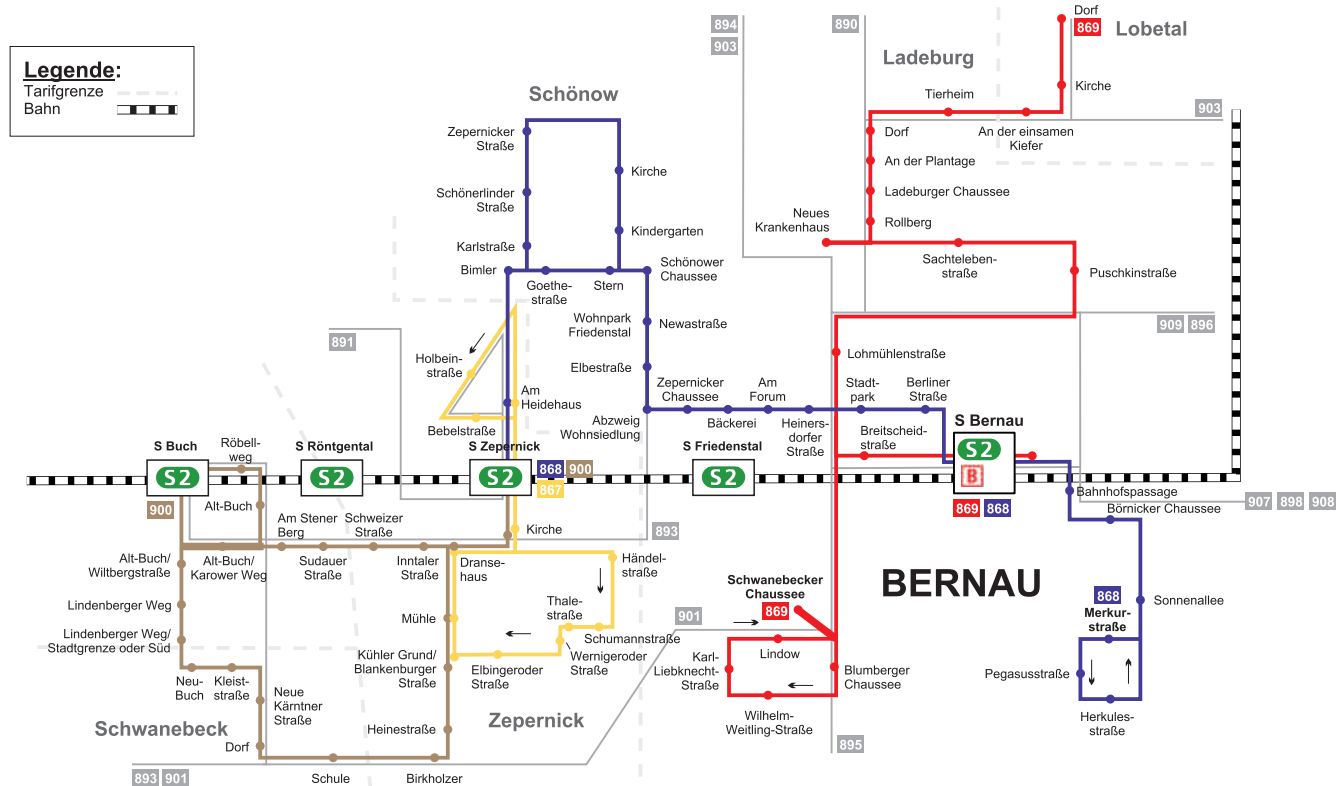 Legende:
Tarifgrenze
Bahn
894
903
890
Dorf
869
Lobetal
Ladeburg
Kirche
Tierheim
903
An der einsamen
Kiefer
Schönow
Zepernicker
Straße
Kirche
Dorf
An der Plantage
Schönerlinder
Straße
Ladeburger Chaussee
Neues
Krankenhaus
Rollberg
Kindergarten
Karlstraße
Bimler
Goethe-
straße
Stern
Schönower
Chaussee
Sachteleben-
straße
Puschkinstraße
Wohnpark
Friedenstal
Newastraße
909 896
891
Holbein-
straße
Lohmühlenstraße
Elbestraße
Am
Heidehaus
Zepernicker
Chaussee
Am
Forum
Stadt-
park
Berliner
Straße
Bebelstraße
Abzweig
Wohnsiedlung
Bäckerei
Heiners-
dorfer
Straße
Breitscheid-
straße
S Bernau
S Buch
Röbell-
weg
S Röntgental
S Zepernick
S Friedenstal
S2
S2
S2
S2
S2
B
868 900
867
900
Alt-Buch
869 868
Bahnhofspassage
Börnicker Chaussee
907 898 908
Am Stener
Berg
Schweizer
Straße
Kirche
893
Alt-Buch/
Wiltbergstraße
Alt-Buch/
Karower Weg
Sudauer
Straße
Inntaler
Straße
Dranse-
haus
Händel-
straße
Schwanebecker
Chaussee
869
BERNAU
868
Merkur-
straße
Sonnenallee
Lindenberger Weg
Mühle
Thale-
straße
901
Lindenberger Weg/
Stadtgrenze oder Süd
Schumannstraße
Kühler Grund/
Blankenburger
Straße
Elbingeroder
Straße
Wernigeroder
Straße
Karl-
Liebknecht-
Straße
Lindow
Blumberger
Chaussee
Pegasusstraße
Neu-
Buch
Kleist-
straße
Neue
Kärntner
Straße
Wilhelm-
Weitling-Straße
Herkules-
straße
Schwanebeck
Heinestraße
Zepernick
Dorf
895
893 901
Schule
Birkholzer